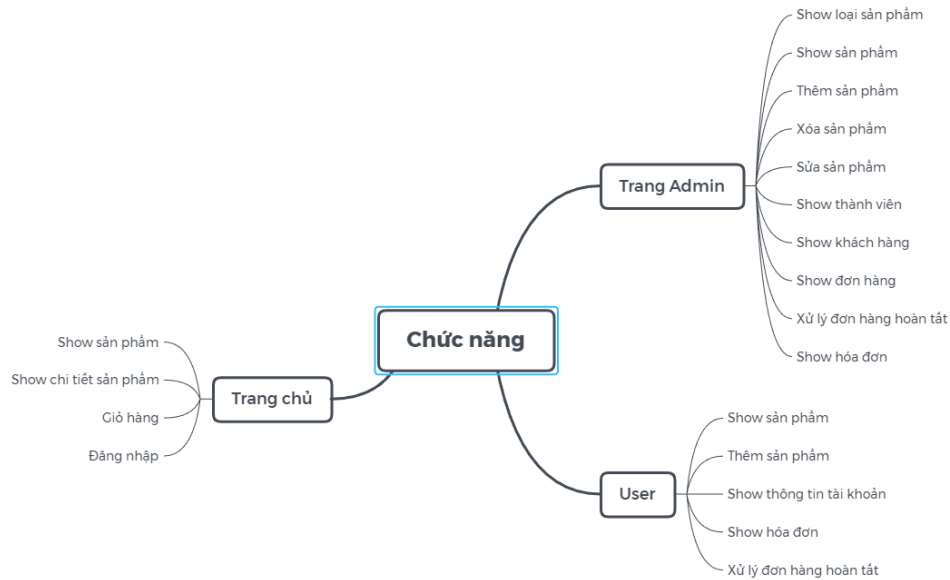 Chức năng
Trang Admin
Show loại sản phẩm
Show sản phẩm
Thêm sản phẩm
Xóa sản phẩm
Sửa sản phẩm
Show thành viên
Show khách hàng
Show đơn hàng
Xử lý đơn hàng hoàn tất
Show hóa đơn
User
Show sản phẩm
Thêm sản phẩm
Show thông tin tài khoản
Show hóa đơn
Xử lý đơn hàng hoàn tất
Trang chủ
Show sản phẩm
Show chi tiết sản phẩm
Giỏ hàng
Đăng nhập